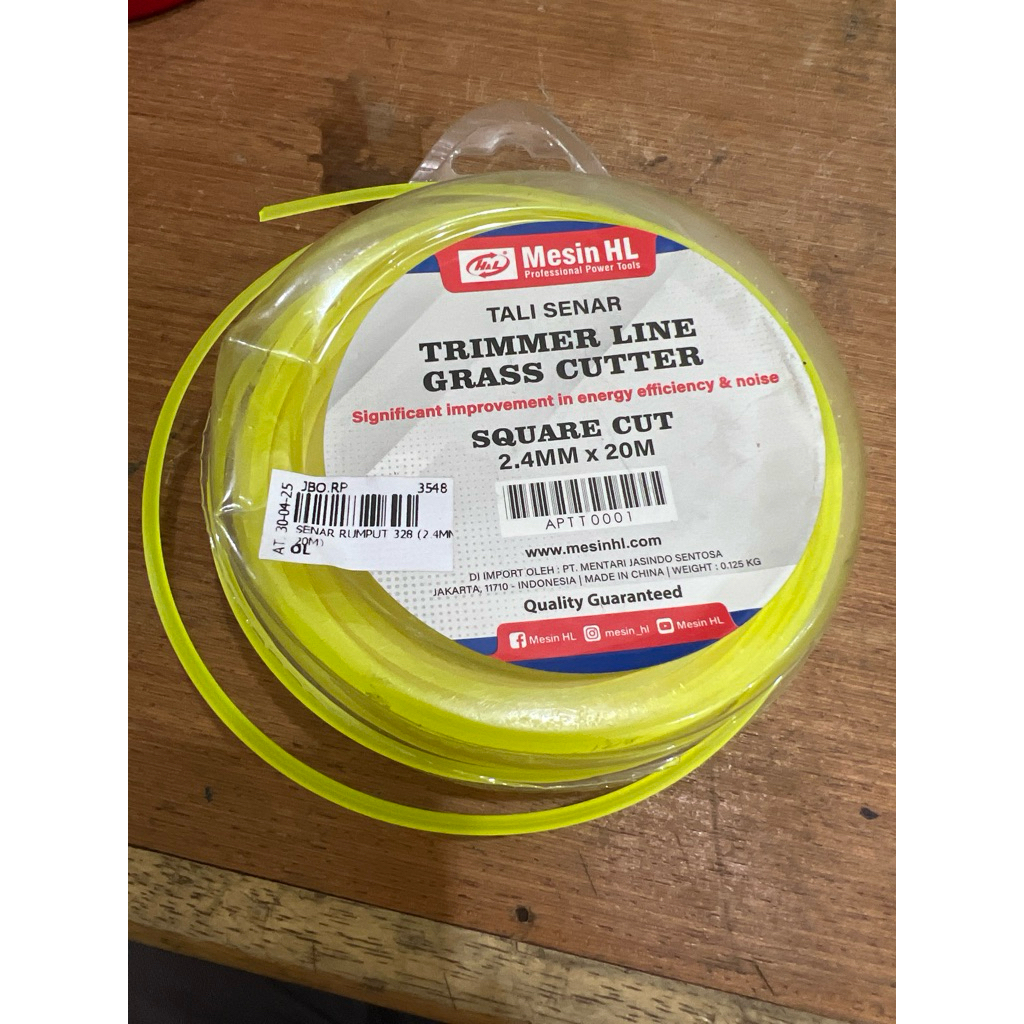 H&L
Mesin HL
Professional Power Tools
TALI SENAR
TRIMMER LINE
GRASS CUTTER
Significant improvement in energy efficiency & noise
SQUARE CUT
2.4MM x 20M
APTT0001
www.mesinhl.com
DI IMPORT OLEH : PT. MENTARI JASINDO SENTOSA
JAKARTA, 11710 - INDONESIA | MADE IN CHINA | WEIGHT : 0.125 KG
Quality Guaranteed
Mesin HL mesin_hl Mesin HL
JBO.RP 3548
SENAR RUMPUT 328 (2.4MM
20M)
AT. 30-04-25